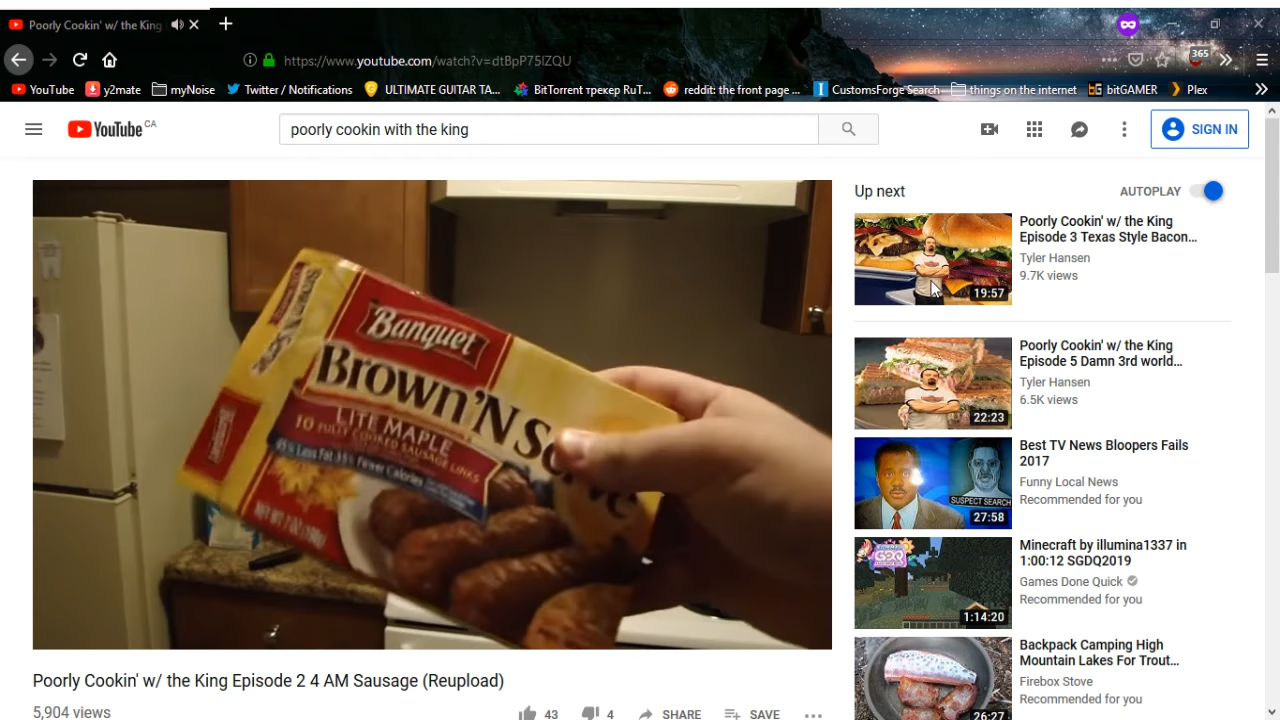 Poorly Cookin' w/ the King
365
https://www.youtube.com/watch?v=dtBpP75lZQU
YouTube
y2mate
myNoise
Twitter / Notifications
ULTIMATE GUITAR TA...
BitTorrent трекер RuT...
reddit: the front page ...
CustomsForge Search
things on the internet
bitGAMER
Plex
YouTube CA
poorly cookin with the king
SIGN IN
Banquet
BROWN'N
LITE MAPLE
10 FULLY COOKED SAUSAGE LINKS
Less Fat 35% Fewer Calories
Banquet
Up next
AUTOPLAY
Poorly Cookin' w/ the King
Episode 3 Texas Style Bacon...
Tyler Hansen
9.7K views
19:57
Poorly Cookin' w/ the King
Episode 5 Damn 3rd world...
Tyler Hansen
6.5K views
22:23
Best TV News Bloopers Fails
2017
Funny Local News
Recommended for you
SUSPECT SEARCH
27:58
Minecraft by illumina1337 in
1:00:12 SGDQ2019
Games Done Quick
Recommended for you
1:14:20
Backpack Camping High
Mountain Lakes For Trout...
Firebox Stove
Recommended for you
26:27
Poorly Cookin' w/ the King Episode 2 4 AM Sausage (Reupload)
5,904 views
43
4
SHARE
SAVE